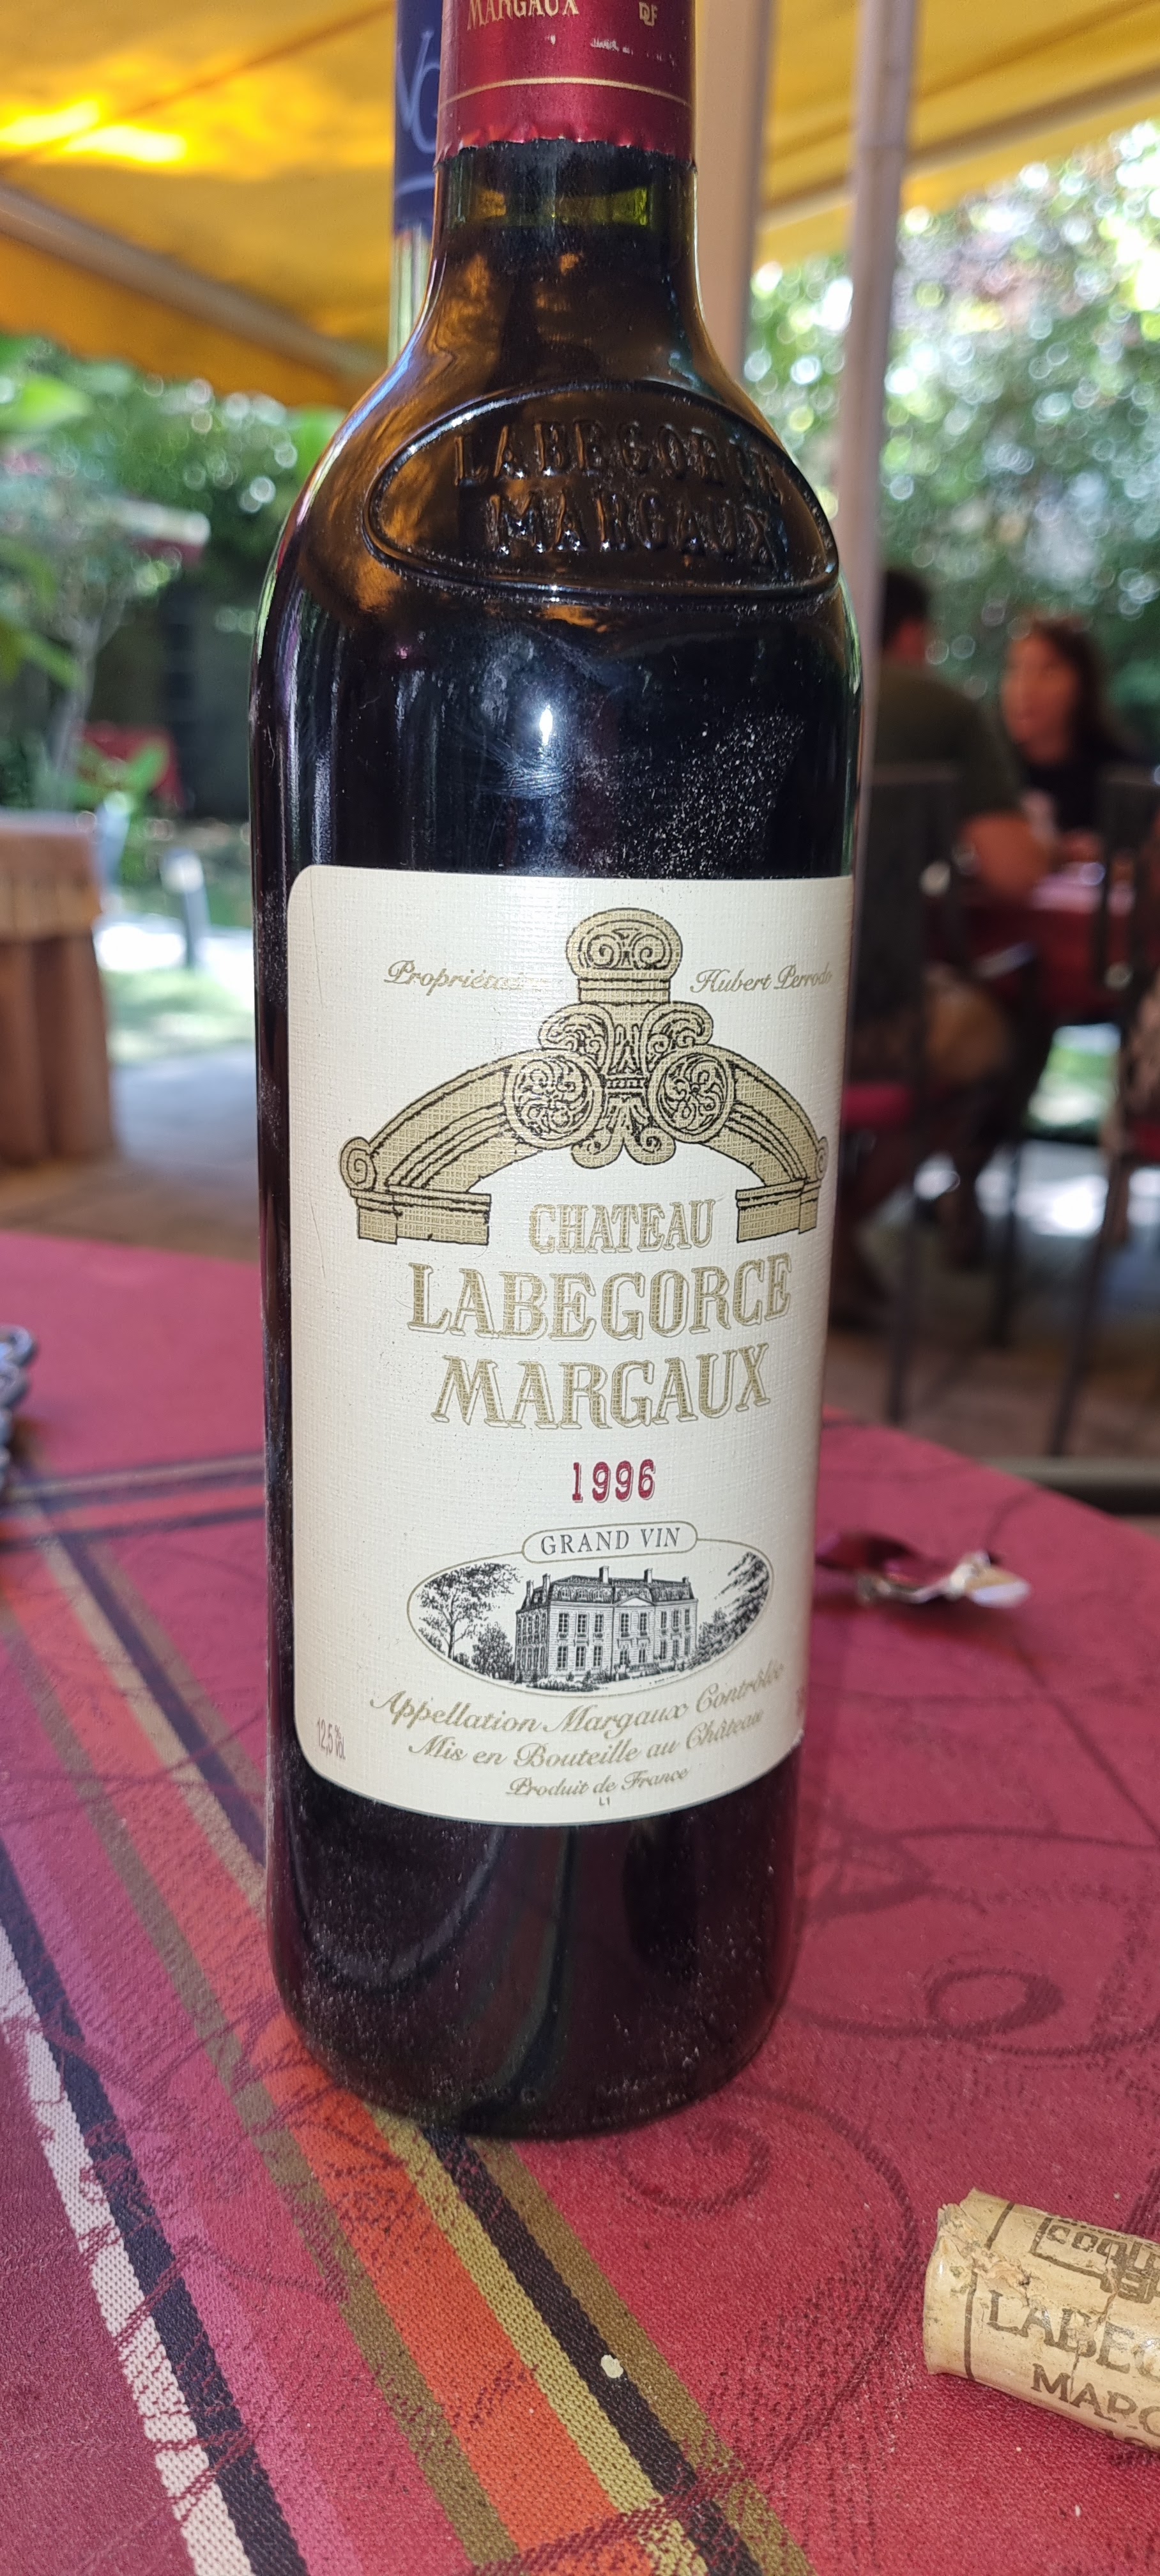 MARGAUX
LABEGORCE
MARGAUX
Propriétaire Hubert Perrodo
CHATEAU
LABEGORCE
MARGAUX
1996
GRAND VIN
Appellation Margaux Contrôlée
Mis en Bouteille au Château
12,5 % vol.
Produit de France
L1
LABEGO
MARG